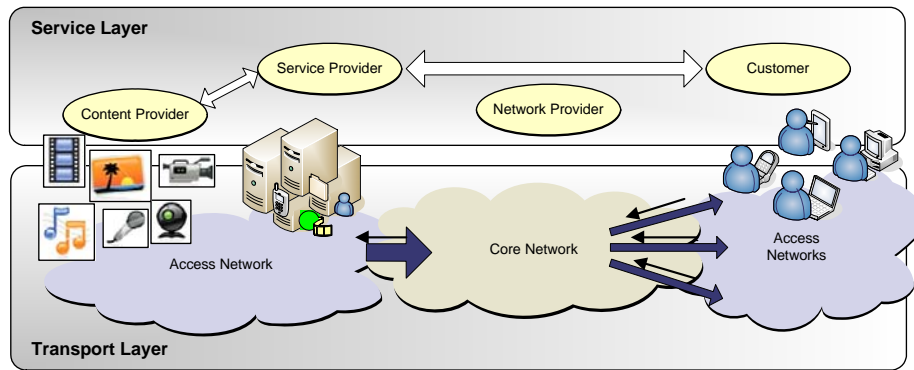 Service Layer
Service Provider
Customer
Content Provider
Network Provider
Access Network
Core Network
Access
Networks
Transport Layer